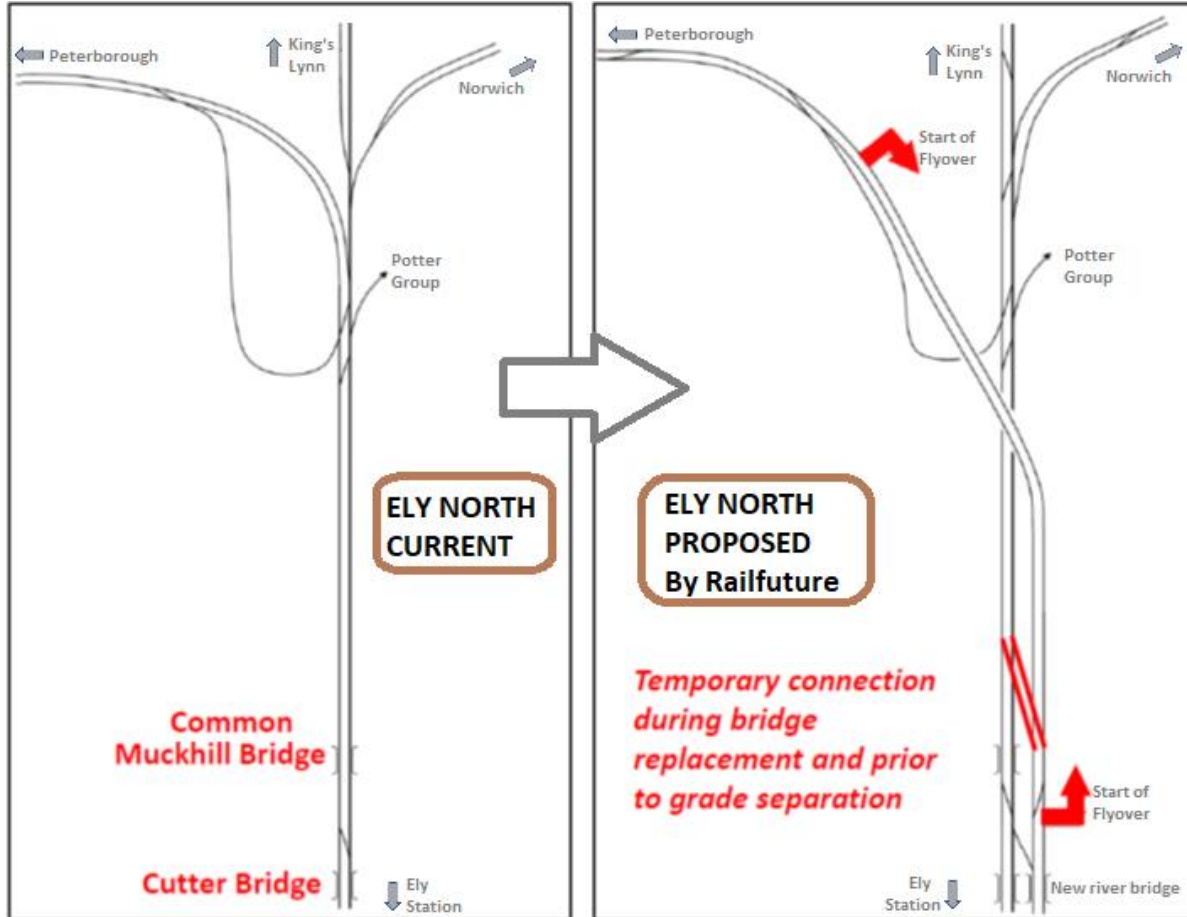 Peterborough
King's
Lynn
Norwich
Potter
Group
ELY NORTH
CURRENT
Common
Muckhill Bridge
Cutter Bridge
Ely
Station
Peterborough
King's
Lynn
Norwich
Start of
Flyover
Potter
Group
ELY NORTH
PROPOSED
By Railfuture
Temporary connection
during bridge
replacement and prior
to grade separation
Start of
Flyover
Ely
Station
New river bridge